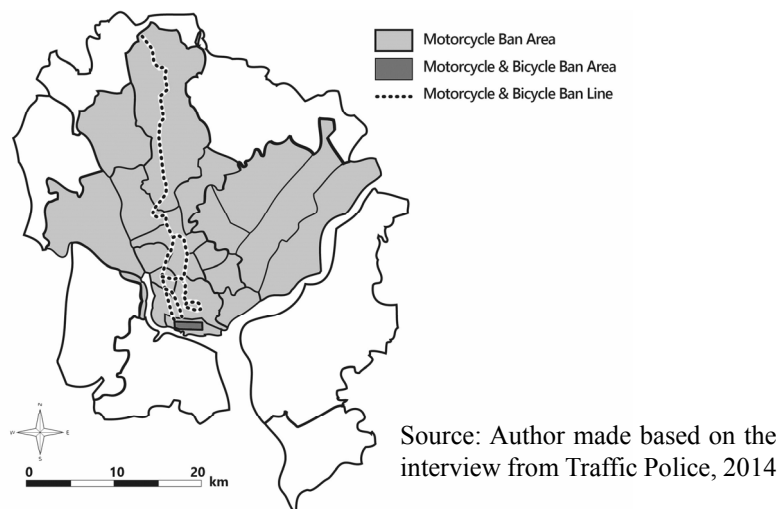 Motorcycle Ban Area
Motorcycle & Bicycle Ban Area
Motorcycle & Bicycle Ban Line
E
S
Source: Author made based on the
interview from Traffic Police, 2014
0 10 20
km